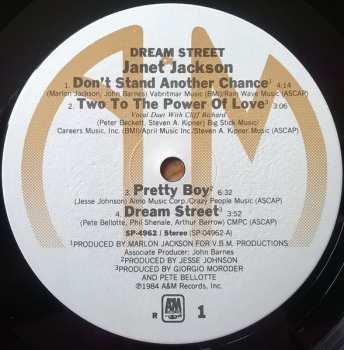 DREAM STREET
Janet Jackson
1. Don't Stand Another Chance¹ 4:14
(Marlon Jackson, John Barnes) Vabritmar Music (BMI)/Rain Wave Music (ASCAP)
2. Two To The Power Of Love³ 3:06
Vocal Duet With Cliff Richard
(Peter Beckett, Steven A. Kipner) Big Stick Music/
Careers Music, Inc. (BMI)/April Music Inc/Steven A. Kipner Music (ASCAP)
3. Pretty Boy² 6:32
(Jesse Johnson) Almo Music Corp. Crazy People Music (ASCAP)
4. Dream Street³ 3:52
(Pete Bellotte, Phil Shenale, Arthur Barrow) CMPC (ASCAP)
SP-4962 / Stereo (SP-04962-A)
¹PRODUCED BY MARLON JACKSON FOR V.B.M. PRODUCTIONS
Associate Producer: John Barnes
²PRODUCED BY JESSE JOHNSON
³PRODUCED BY GIORGIO MORODER
AND PETE BELLOTTE
℗1984 A&M Records, Inc.
R A&M RECORDS 1